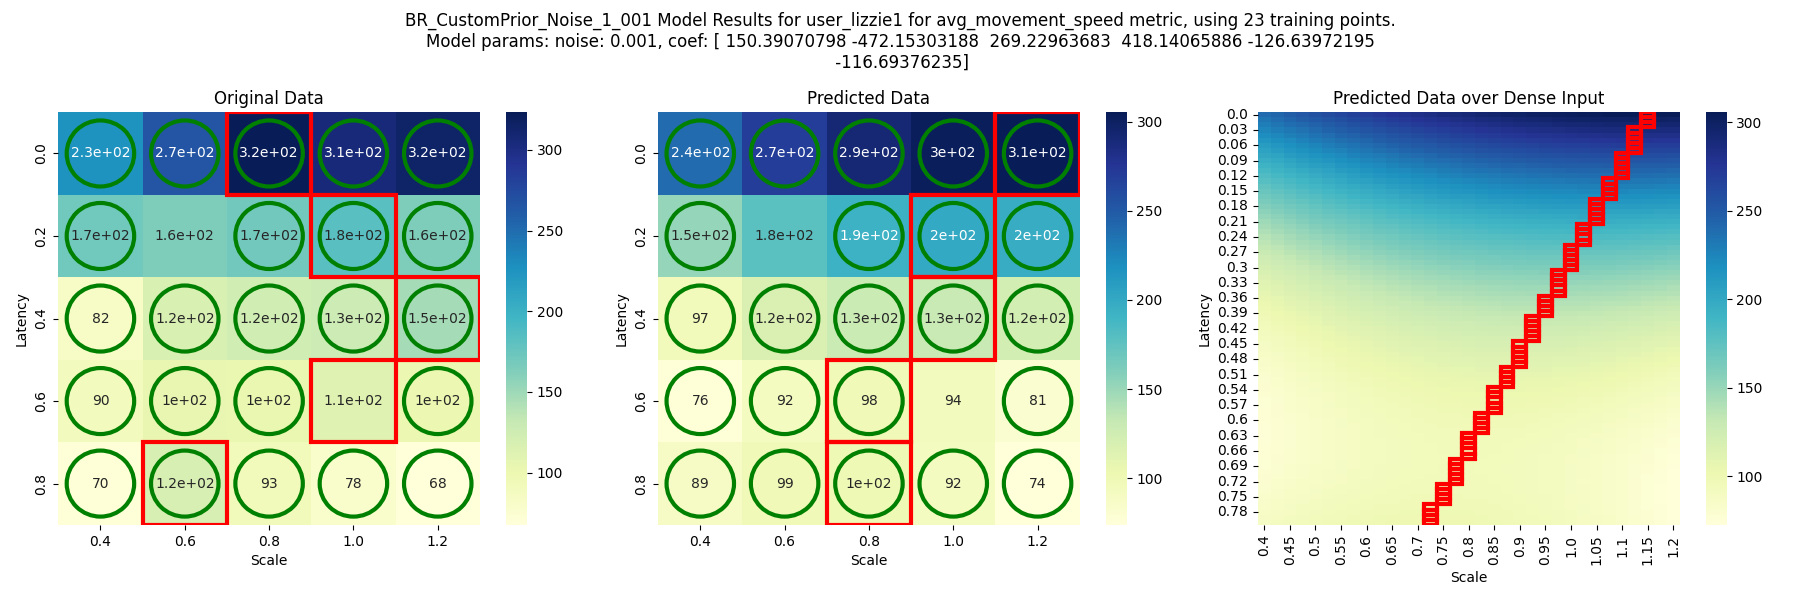 BR_CustomPrior_Noise_1_001 Model Results for user_lizzie1 for avg_movement_speed metric, using 23 training points.
Model params: noise: 0.001, coef: [ 150.39070798 -472.15303188  269.22963683  418.14065886 -126.63972195
-116.69376235]
Original Data
2.3e+02 2.7e+02 3.2e+02 3.1e+02 3.2e+02
1.7e+02 1.6e+02 1.7e+02 1.8e+02 1.6e+02
82 1.2e+02 1.2e+02 1.3e+02 1.5e+02
90 1e+02 1e+02 1.1e+02 1e+02
70 1.2e+02 93 78 68
0.0
0.2
0.4
0.6
0.8
Latency
0.4 0.6 0.8 1.0 1.2
Scale
300
250
200
150
100
Predicted Data
2.4e+02 2.7e+02 2.9e+02 3e+02 3.1e+02
1.5e+02 1.8e+02 1.9e+02 2e+02 2e+02
97 1.2e+02 1.3e+02 1.3e+02 1.2e+02
76 92 98 94 81
89 99 1e+02 92 74
0.0
0.2
0.4
0.6
0.8
Latency
0.4 0.6 0.8 1.0 1.2
Scale
300
250
200
150
100
Predicted Data over Dense Input
0.0
0.03
0.06
0.09
0.12
0.15
0.18
0.21
0.24
0.27
0.3
0.33
0.36
0.39
0.42
0.45
0.48
0.51
0.54
0.57
0.6
0.63
0.66
0.69
0.72
0.75
0.78
Latency
0.4 0.45 0.5 0.55 0.6 0.65 0.7 0.75 0.8 0.85 0.9 0.95 1.0 1.05 1.1 1.15 1.2
Scale
300
250
200
150
100